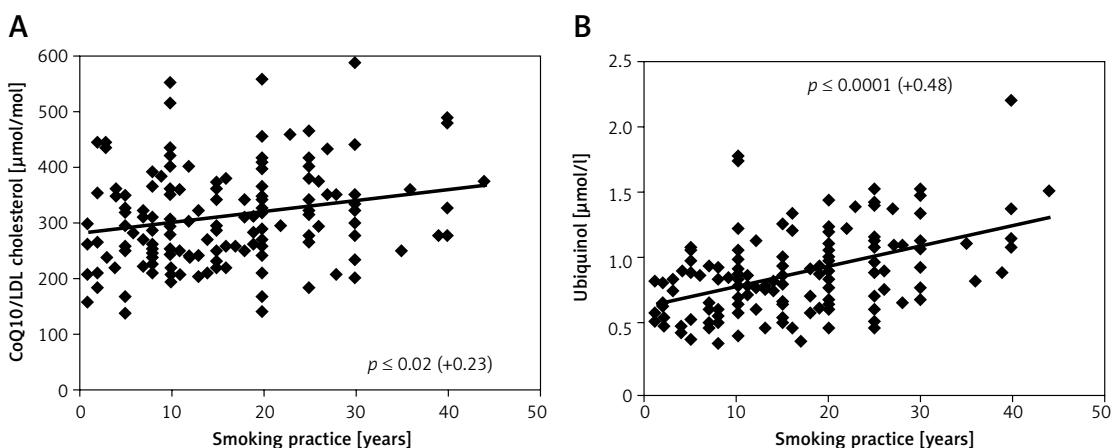 A
CoQ10/LDL cholesterol [µmol/mol]
600
500
400
300
200
100
0
0 10 20 30 40 50
Smoking practice [years]
p ≤ 0.02 (+0.23)
B
Ubiquinol [µmol/l]
2.5
2.0
1.5
1.0
0.5
0
0 10 20 30 40 50
Smoking practice [years]
p ≤ 0.0001 (+0.48)